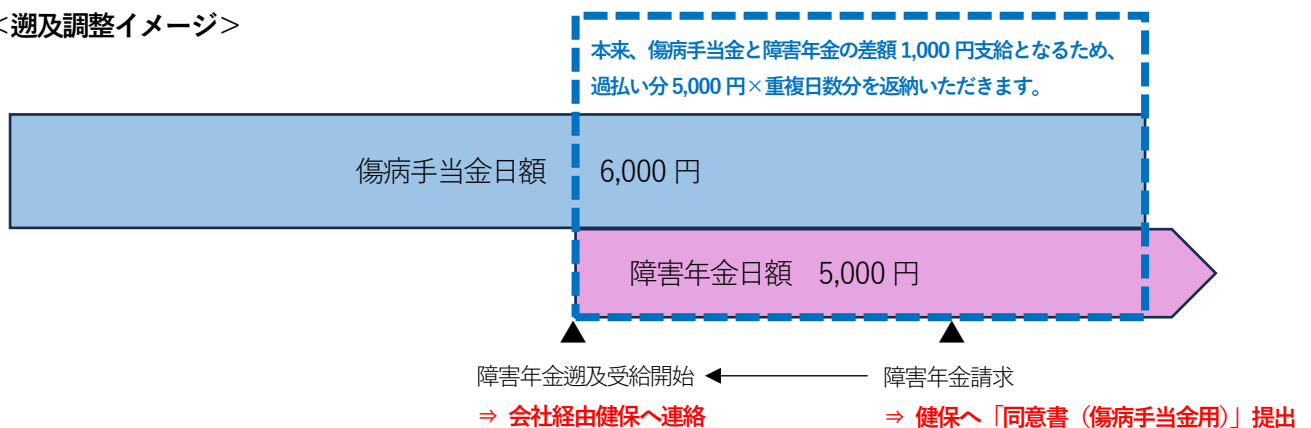 <遡及調整イメージ>
本来、傷病手当金と障害年金の差額 1,000 円支給となるため、
過払い分 5,000 円×重複日数分を返納いただきます。
傷病手当金日額 6,000 円
障害年金日額 5,000 円
障害年金遡及受給開始 障害年金請求
⇒ 会社経由健保へ連絡 ⇒ 健保へ「同意書（傷病手当金用）」提出